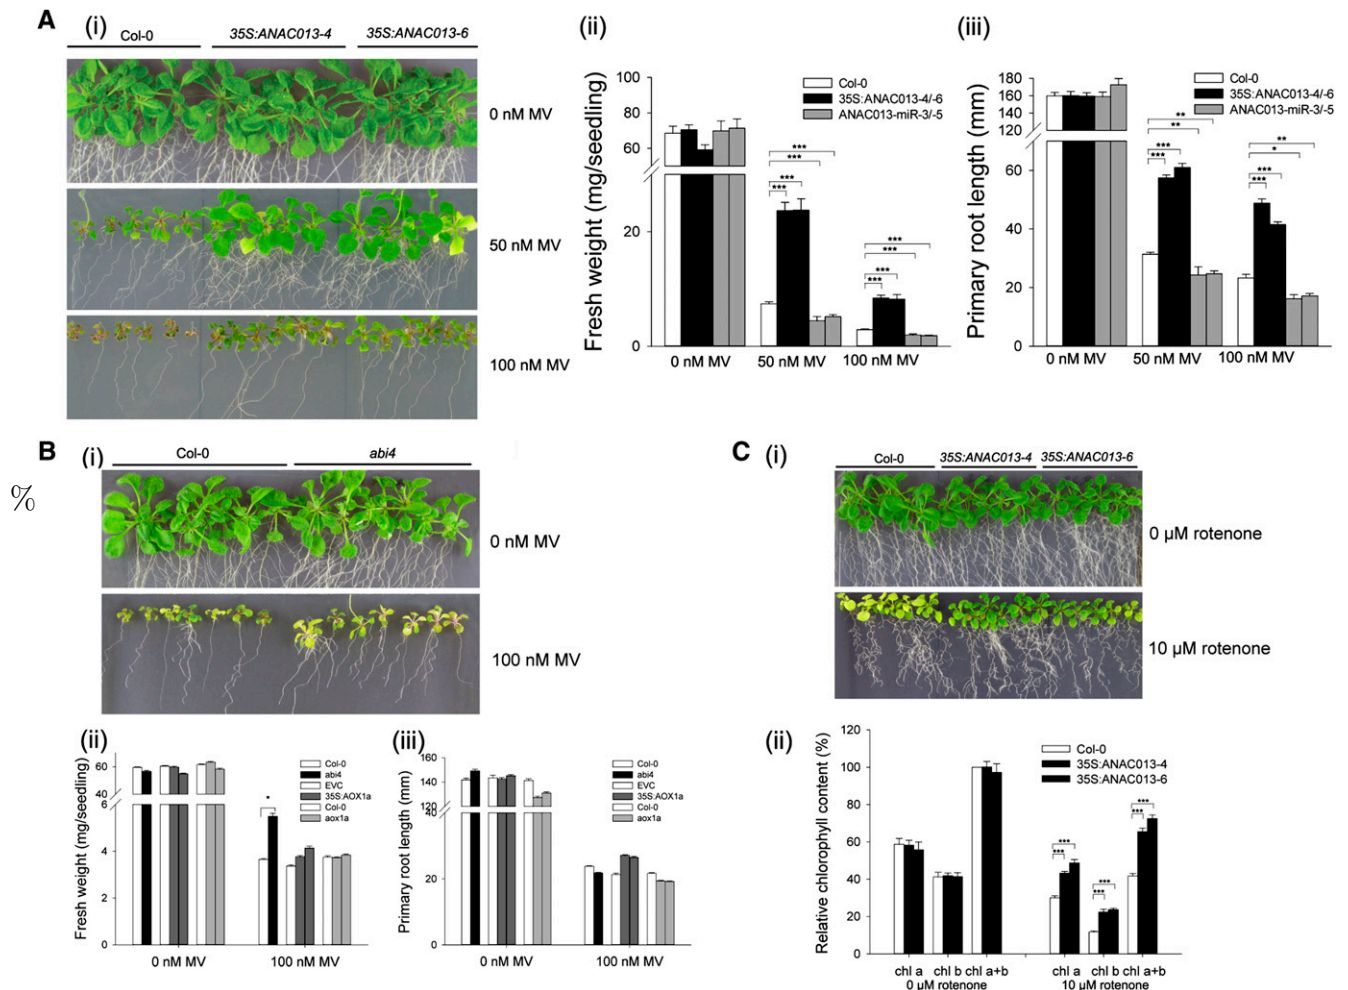 A
(i)
Col-0
35S:ANAC013-4
35S:ANAC013-6
0 nM MV
50 nM MV
100 nM MV
(ii)
Fresh weight (mg/seedling)
100
80
60
20
0
Col-0
35S:ANAC013-4/-6
ANAC013-miR-3/-5
***
***
***
***
***
***
***
***
0 nM MV
50 nM MV
100 nM MV
(iii)
Primary root length (mm)
180
160
140
120
60
40
20
0
Col-0
35S:ANAC013-4/-6
ANAC013-miR-3/-5
**
**
***
***
**
*
***
***
0 nM MV
50 nM MV
100 nM MV
%
B
(i)
Col-0
abi4
0 nM MV
100 nM MV
(ii)
Fresh weight (mg/seedling)
60
40
6
4
2
0
Col-0
abi4
EVC
35S:AOX1a
Col-0
aox1a
*
0 nM MV
100 nM MV
(iii)
Primary root length (mm)
160
140
120
40
20
0
Col-0
abi4
EVC
35S:AOX1a
Col-0
aox1a
0 nM MV
100 nM MV
C
(i)
Col-0
35S:ANAC013-4
35S:ANAC013-6
0 µM rotenone
10 µM rotenone
(ii)
Relative chlorophyll content (%)
120
100
80
60
40
20
0
Col-0
35S:ANAC013-4
35S:ANAC013-6
***
***
***
***
***
***
chl a chl b chl a+b
0 µM rotenone
chl a chl b chl a+b
10 µM rotenone